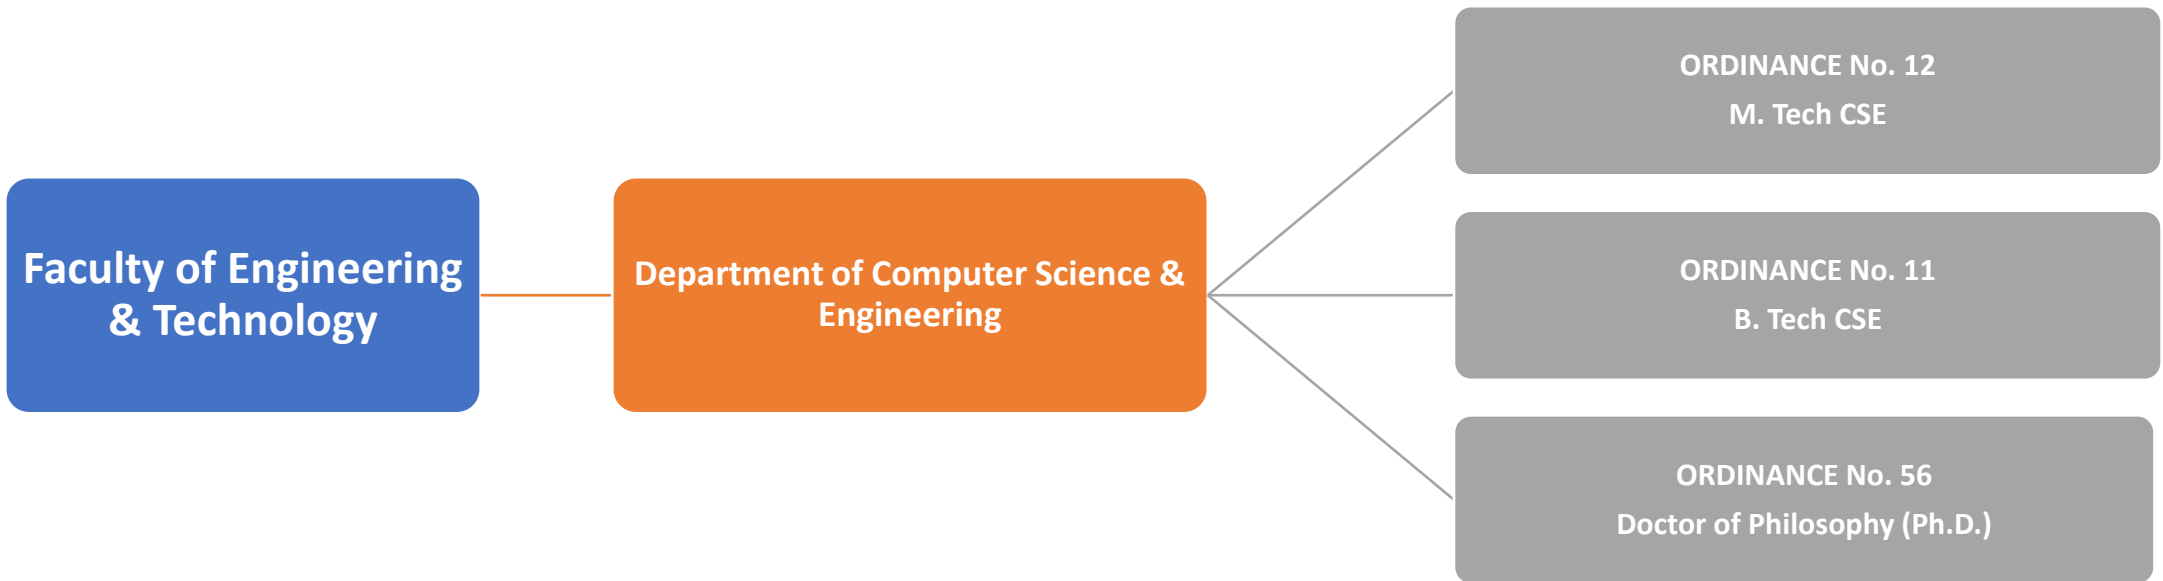 Faculty of Engineering
& Technology
Department of Computer Science &
Engineering
ORDINANCE No. 12
M. Tech CSE
ORDINANCE No. 11
B. Tech CSE
ORDINANCE No. 56
Doctor of Philosophy (Ph.D.)